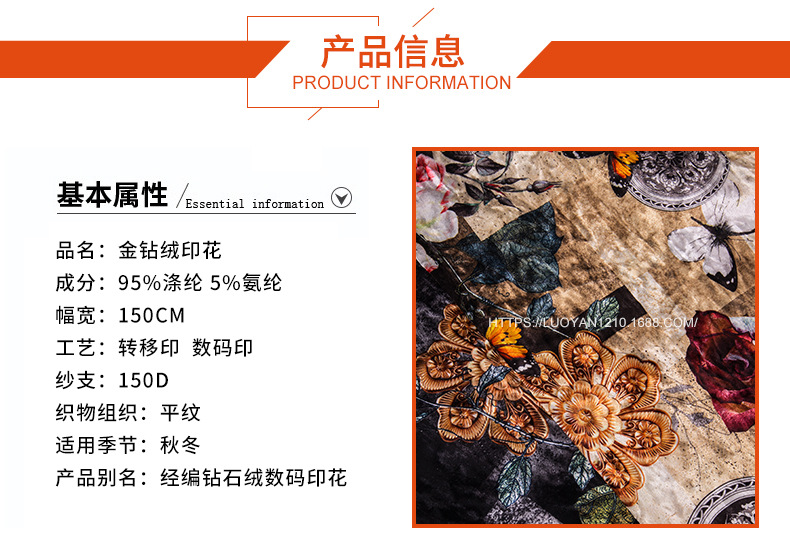 产品信息
PRODUCT INFORMATION
基本属性
Essential information
品名：金钻绒印花
成分：95%涤纶 5%氨纶
幅宽：150CM
工艺：转移印 数码印
纱支：150D
织物组织：平纹
适用季节：秋冬
产品别名：经编钻石绒数码印花
HTTPS://LUOYAN1210.1688.COM/